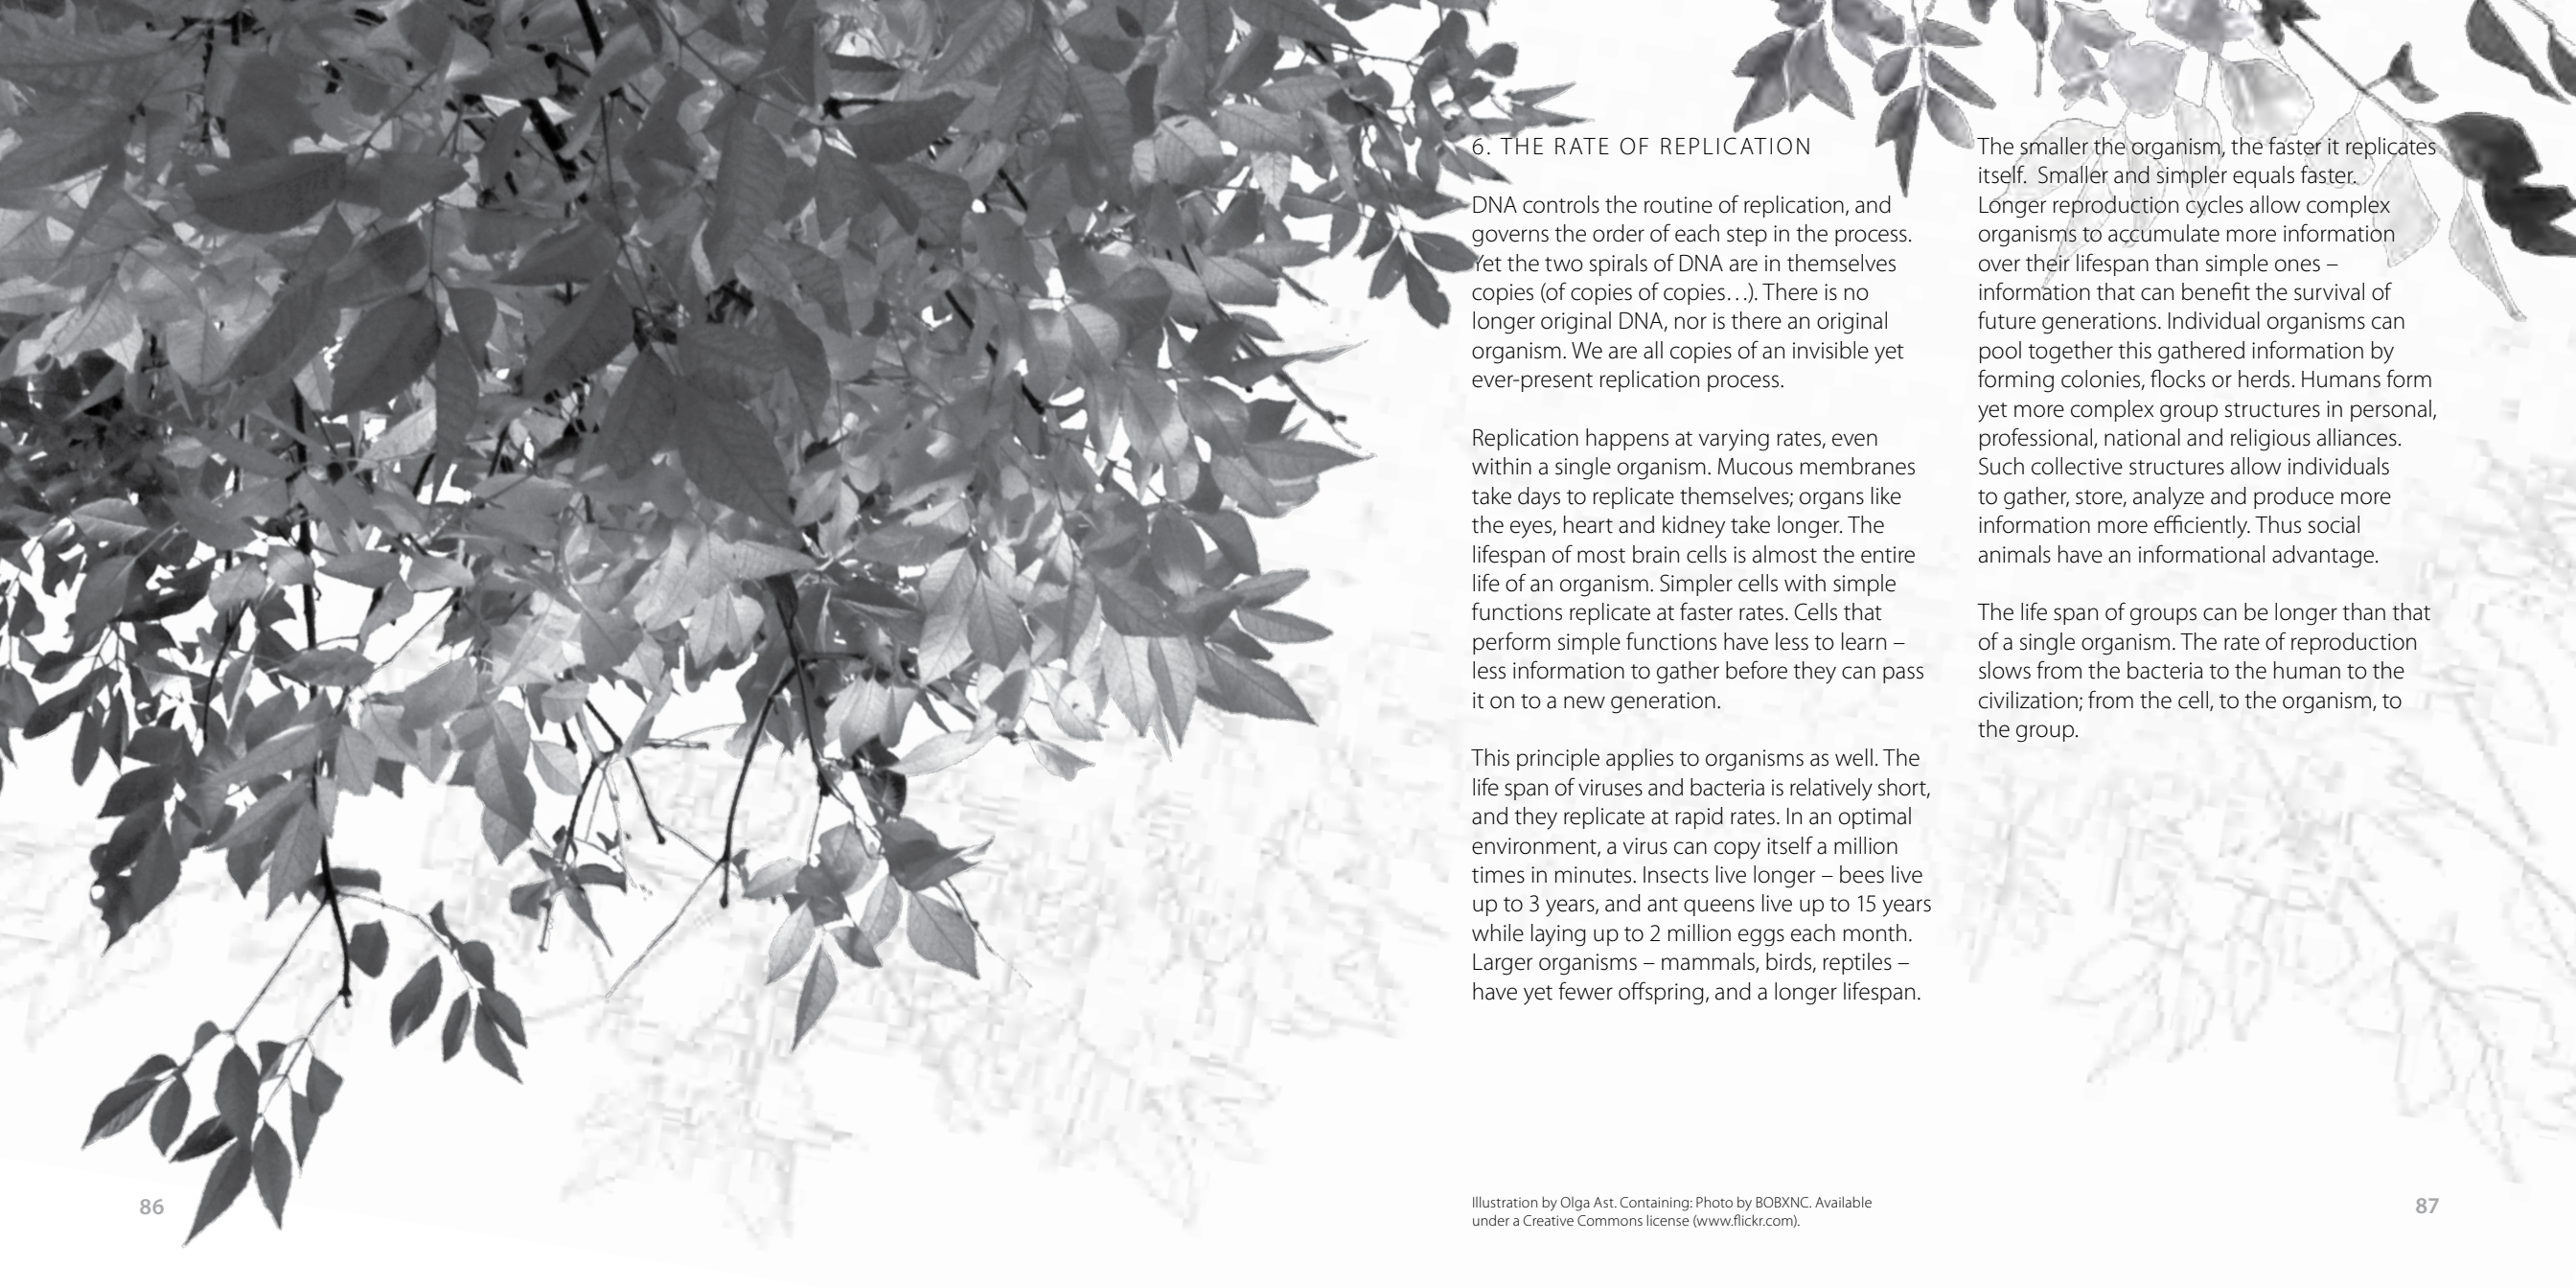 6. THE RATE OF REPLICATION
DNA controls the routine of replication, and
governs the order of each step in the process.
Yet the two spirals of DNA are in themselves
copies (of copies of copies…). There is no
longer original DNA, nor is there an original
organism. We are all copies of an invisible yet
ever-present replication process.
Replication happens at varying rates, even
within a single organism. Mucous membranes
take days to replicate themselves; organs like
the eyes, heart and kidney take longer. The
lifespan of most brain cells is almost the entire
life of an organism. Simpler cells with simple
functions replicate at faster rates. Cells that
perform simple functions have less to learn –
less information to gather before they can pass
it on to a new generation.
This principle applies to organisms as well. The
life span of viruses and bacteria is relatively short,
and they replicate at rapid rates. In an optimal
environment, a virus can copy itself a million
times in minutes. Insects live longer – bees live
up to 3 years, and ant queens live up to 15 years
while laying up to 2 million eggs each month.
Larger organisms – mammals, birds, reptiles –
have yet fewer offspring, and a longer lifespan.
The smaller the organism, the faster it replicates
itself.  Smaller and simpler equals faster.
Longer reproduction cycles allow complex
organisms to accumulate more information
over their lifespan than simple ones –
information that can benefit the survival of
future generations. Individual organisms can
pool together this gathered information by
forming colonies, flocks or herds. Humans form
yet more complex group structures in personal,
professional, national and religious alliances.
Such collective structures allow individuals
to gather, store, analyze and produce more
information more efficiently. Thus social
animals have an informational advantage.
The life span of groups can be longer than that
of a single organism. The rate of reproduction
slows from the bacteria to the human to the
civilization; from the cell, to the organism, to
the group.
86
Illustration by Olga Ast. Containing: Photo by BOBXNC. Available
under a Creative Commons license (www.flickr.com).
87